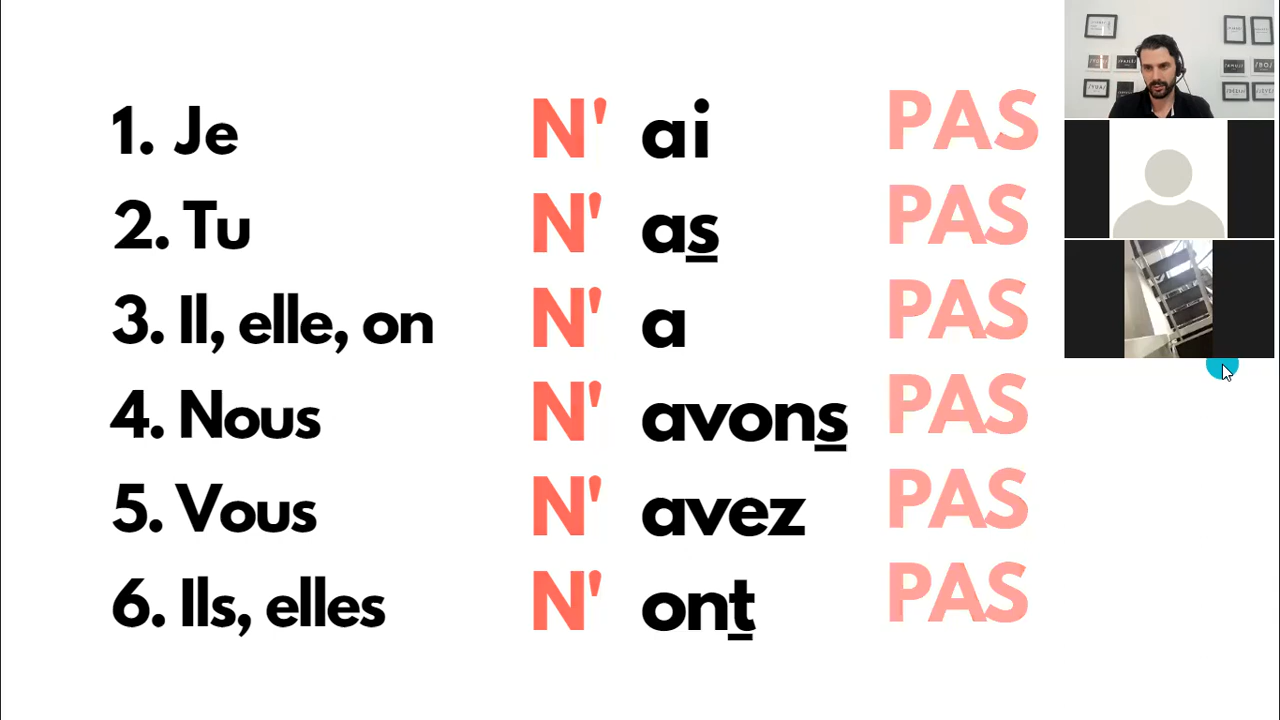 1. Je N' ai PAS
2. Tu N' as PAS
3. Il, elle, on N' a PAS
4. Nous N' avons PAS
5. Vous N' avez PAS
6. Ils, elles N' ont PAS